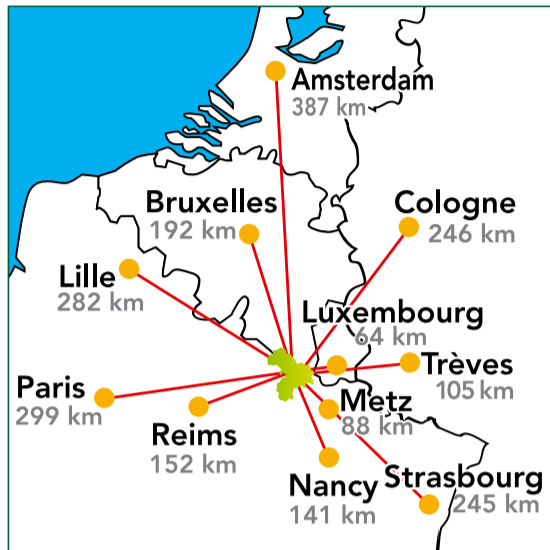 Amsterdam
387 km
Bruxelles
192 km
Cologne
246 km
Lille
282 km
Luxembourg
64 km
Trèves
105 km
Paris
299 km
Metz
88 km
Reims
152 km
Nancy
141 km
Strasbourg
245 km